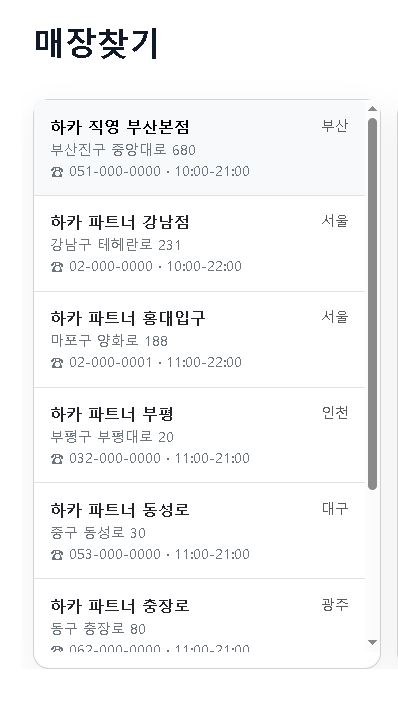 매장찾기
하카 직영 부산본점 부산
부산진구 중앙대로 680
☎ 051-000-0000 · 10:00-21:00
하카 파트너 강남점 서울
강남구 테헤란로 231
☎ 02-000-0000 · 10:00-22:00
하카 파트너 홍대입구 서울
마포구 양화로 188
☎ 02-000-0001 · 11:00-22:00
하카 파트너 부평 인천
부평구 부평대로 20
☎ 032-000-0000 · 11:00-21:00
하카 파트너 동성로 대구
중구 동성로 30
☎ 053-000-0000 · 11:00-21:00
하카 파트너 충장로 광주
동구 충장로 80
☎ 062-000-0000 · 11:00-21:00